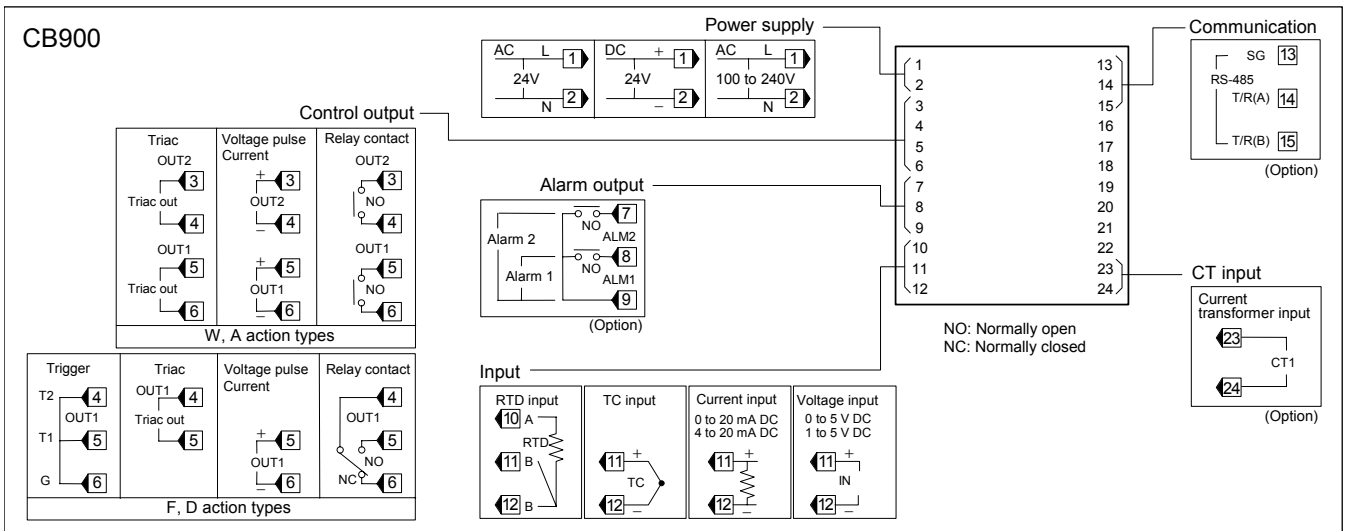 CB900
Power supply
AC L 1
24V
N 2
DC + 1
24V
− 2
AC L 1
100 to 240V
N 2
1
2
3
4
5
6
7
8
9
10
11
12
13
14
15
16
17
18
19
20
21
22
23
24
NO: Normally open
NC: Normally closed
Communication
SG 13
RS-485
T/R(A) 14
T/R(B) 15
(Option)
Control output
Triac
OUT2
3
Triac out
4
OUT1
5
Triac out
6
Voltage pulse
Current
+ 3
OUT2
− 4
+ 5
OUT1
− 6
Relay contact
OUT2
3
NO
4
OUT1
5
NO
6
W, A action types
Trigger
T2 4
OUT1
T1 5
G 6
Triac
OUT1 4
Triac out
5
Voltage pulse
Current
+ 5
OUT1
− 6
Relay contact
4
OUT1
5
NO
NC 6
F, D action types
Alarm output
7
NO
Alarm 2
ALM2
8
NO
Alarm 1
ALM1
9
(Option)
Input
RTD input
10 A
RTD
11 B
12 B
TC input
11 +
TC
12 −
Current input
0 to 20 mA DC
4 to 20 mA DC
11 +
12 −
Voltage input
0 to 5 V DC
1 to 5 V DC
11 +
IN
12 −
CT input
Current
transformer input
23
CT1
24
(Option)